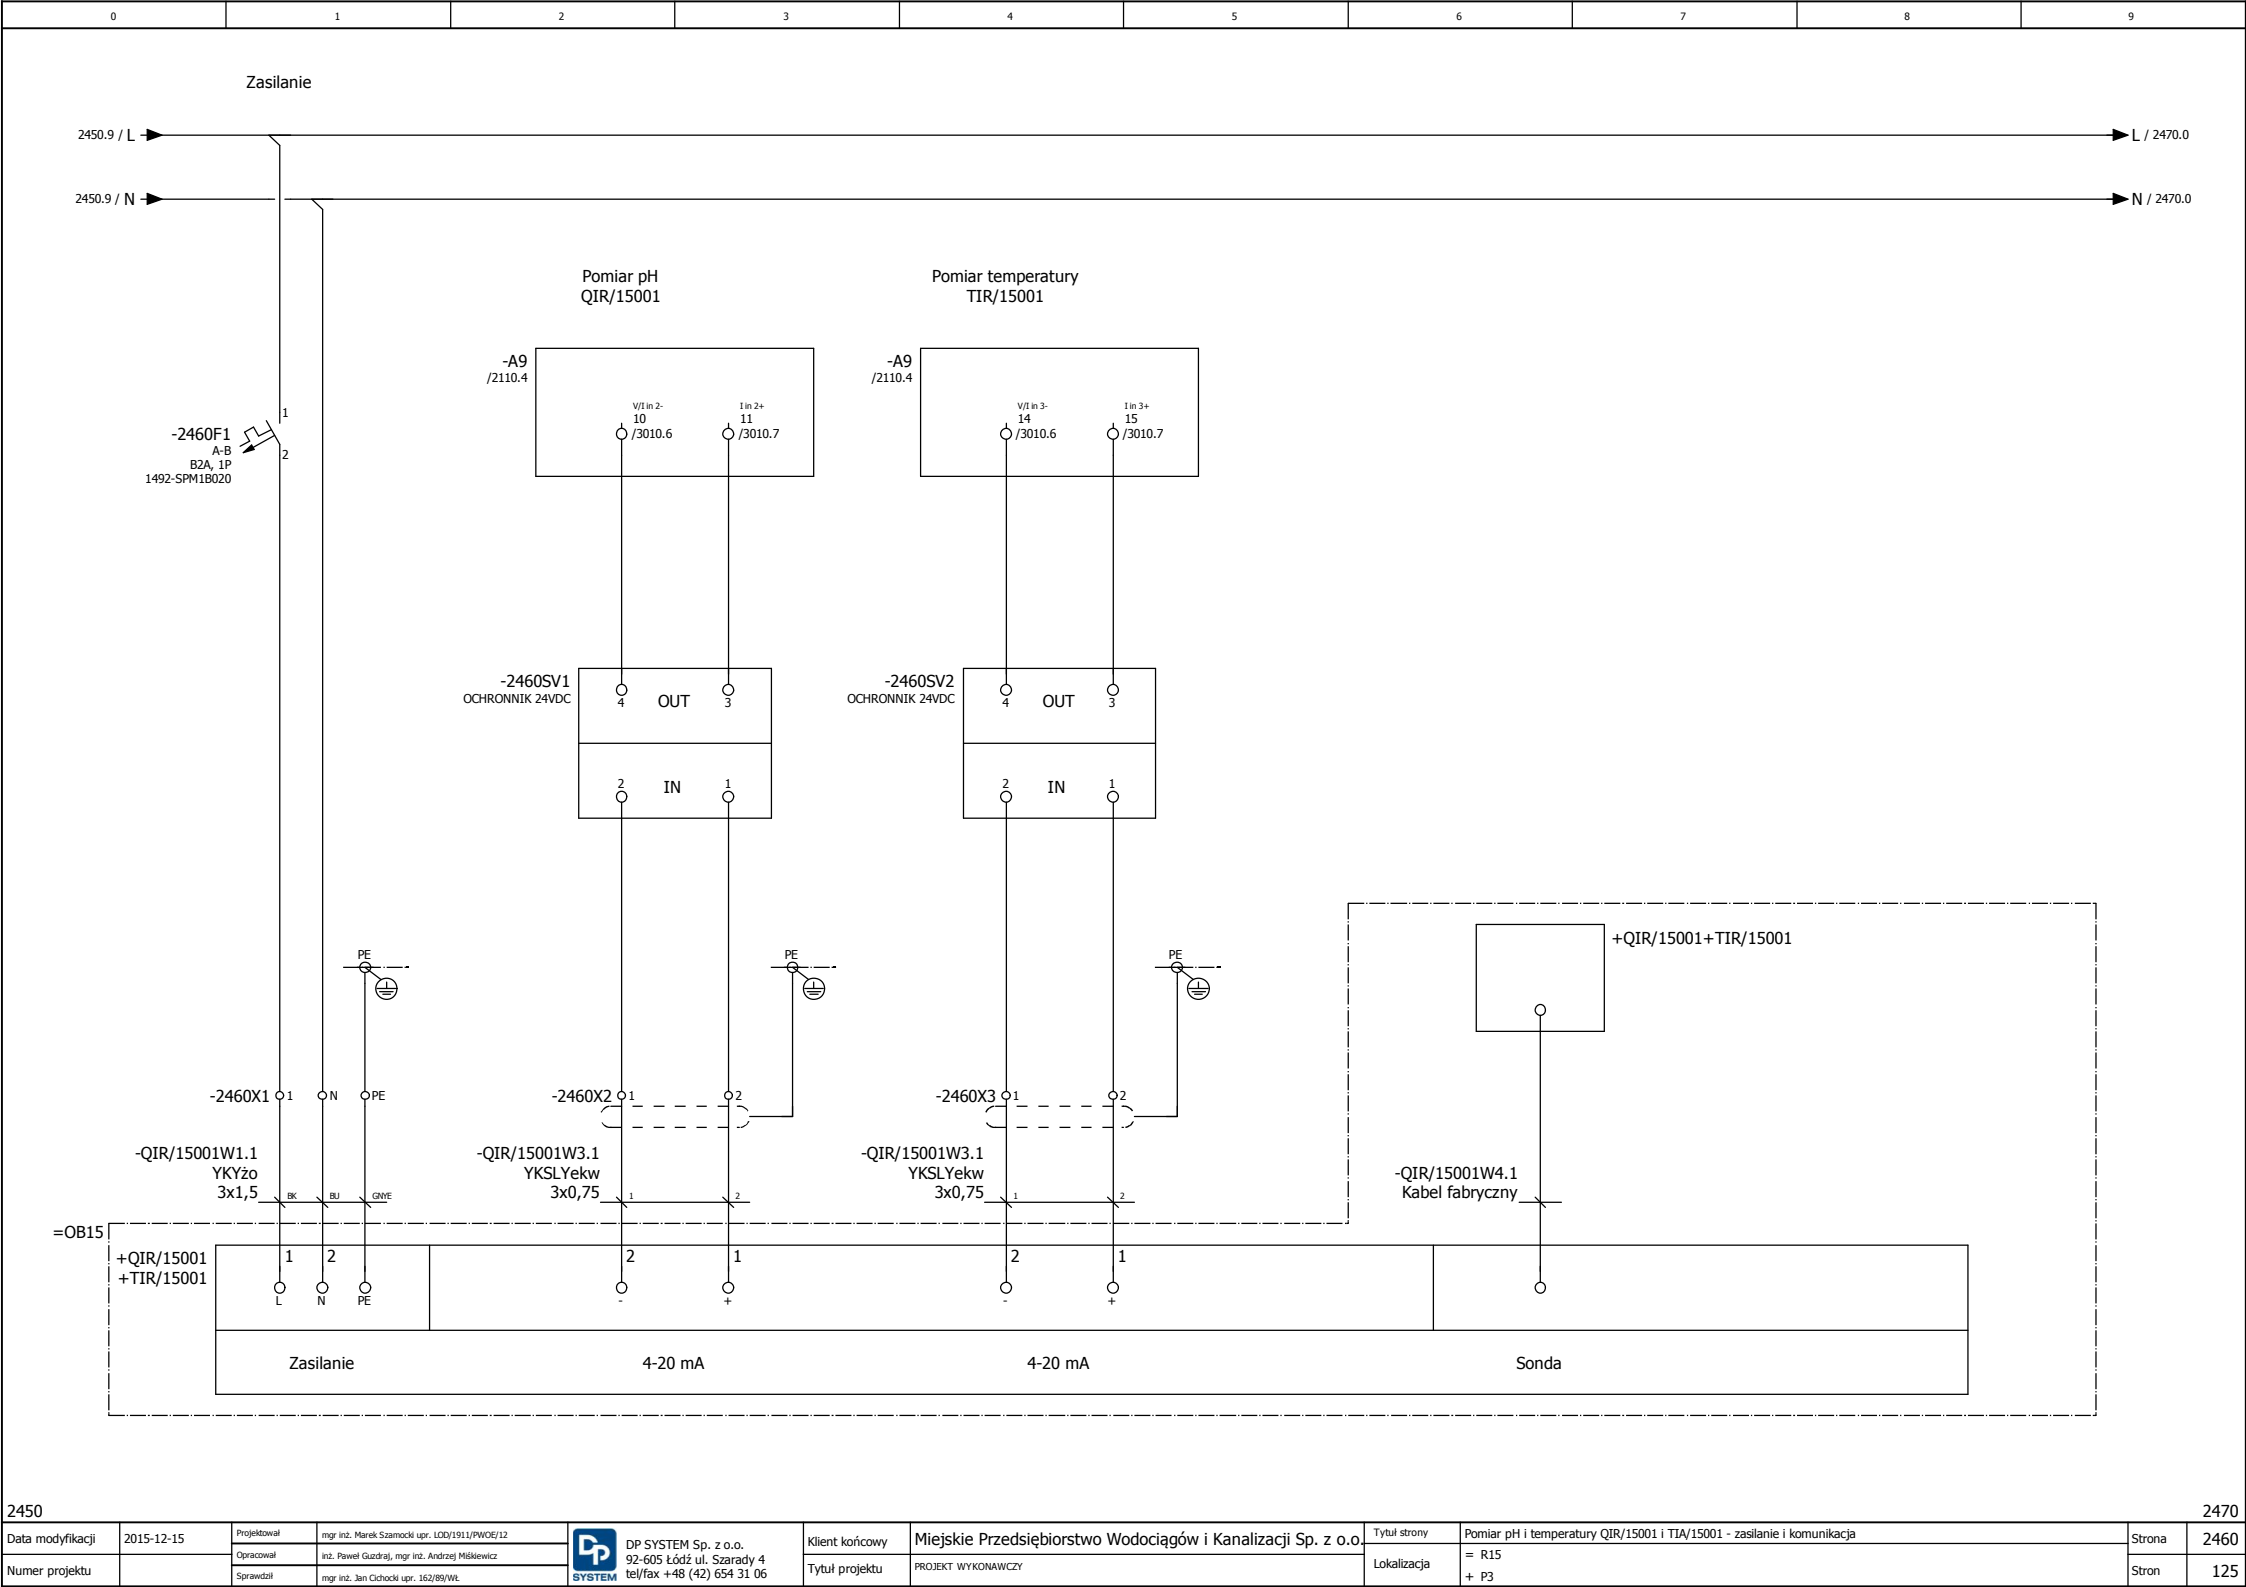 0 1 2 3 4 5 6 7 8 9
Zasilanie
2450.9 / L
L / 2470.0
2450.9 / N
N / 2470.0
Pomiar pH
QIR/15001
Pomiar temperatury
TIR/15001
-A9
/2110.4
V/I in 2-
10
/3010.6
I in 2+
11
/3010.7
-A9
/2110.4
V/I in 3-
14
/3010.6
I in 3+
15
/3010.7
-2460F1
A-B
B2A, 1P
1492-SPM1B020
1
2
-2460SV1
OCHRONNIK 24VDC
4 OUT 3
2 IN 1
-2460SV2
OCHRONNIK 24VDC
4 OUT 3
2 IN 1
+QIR/15001+TIR/15001
PE
PE
PE
-2460X1 1 N PE
-2460X2 1 2
-2460X3 1 2
-QIR/15001W1.1
YKYżo
3x1,5
BK BU GNYE
-QIR/15001W3.1
YKSLYekw
3x0,75
1 2
-QIR/15001W3.1
YKSLYekw
3x0,75
1 2
-QIR/15001W4.1
Kabel fabryczny
=OB15
+QIR/15001
+TIR/15001
1 2
L N PE
2 1
- +
2 1
- +
Zasilanie
4-20 mA
4-20 mA
Sonda
2450
2470
Data modyfikacji 2015-12-15
Numer projektu
Projektował mgr inż. Marek Szamocki upr. LOD/1911/PWOE/12
Opracował inż. Paweł Guzdraj, mgr inż. Andrzej Miśkiewicz
Sprawdził mgr inż. Jan Cichocki upr. 162/89/WŁ
Dp
SYSTEM
DP SYSTEM Sp. z o.o.
92-605 Łódź ul. Szarady 4
tel/fax +48 (42) 654 31 06
Klient końcowy Miejskie Przedsiębiorstwo Wodociągów i Kanalizacji Sp. z o.o.
Tytuł projektu PROJEKT WYKONAWCZY
Tytuł strony Pomiar pH i temperatury QIR/15001 i TIA/15001 - zasilanie i komunikacja
Lokalizacja
= R15
+ P3
Strona 2460
Stron 125